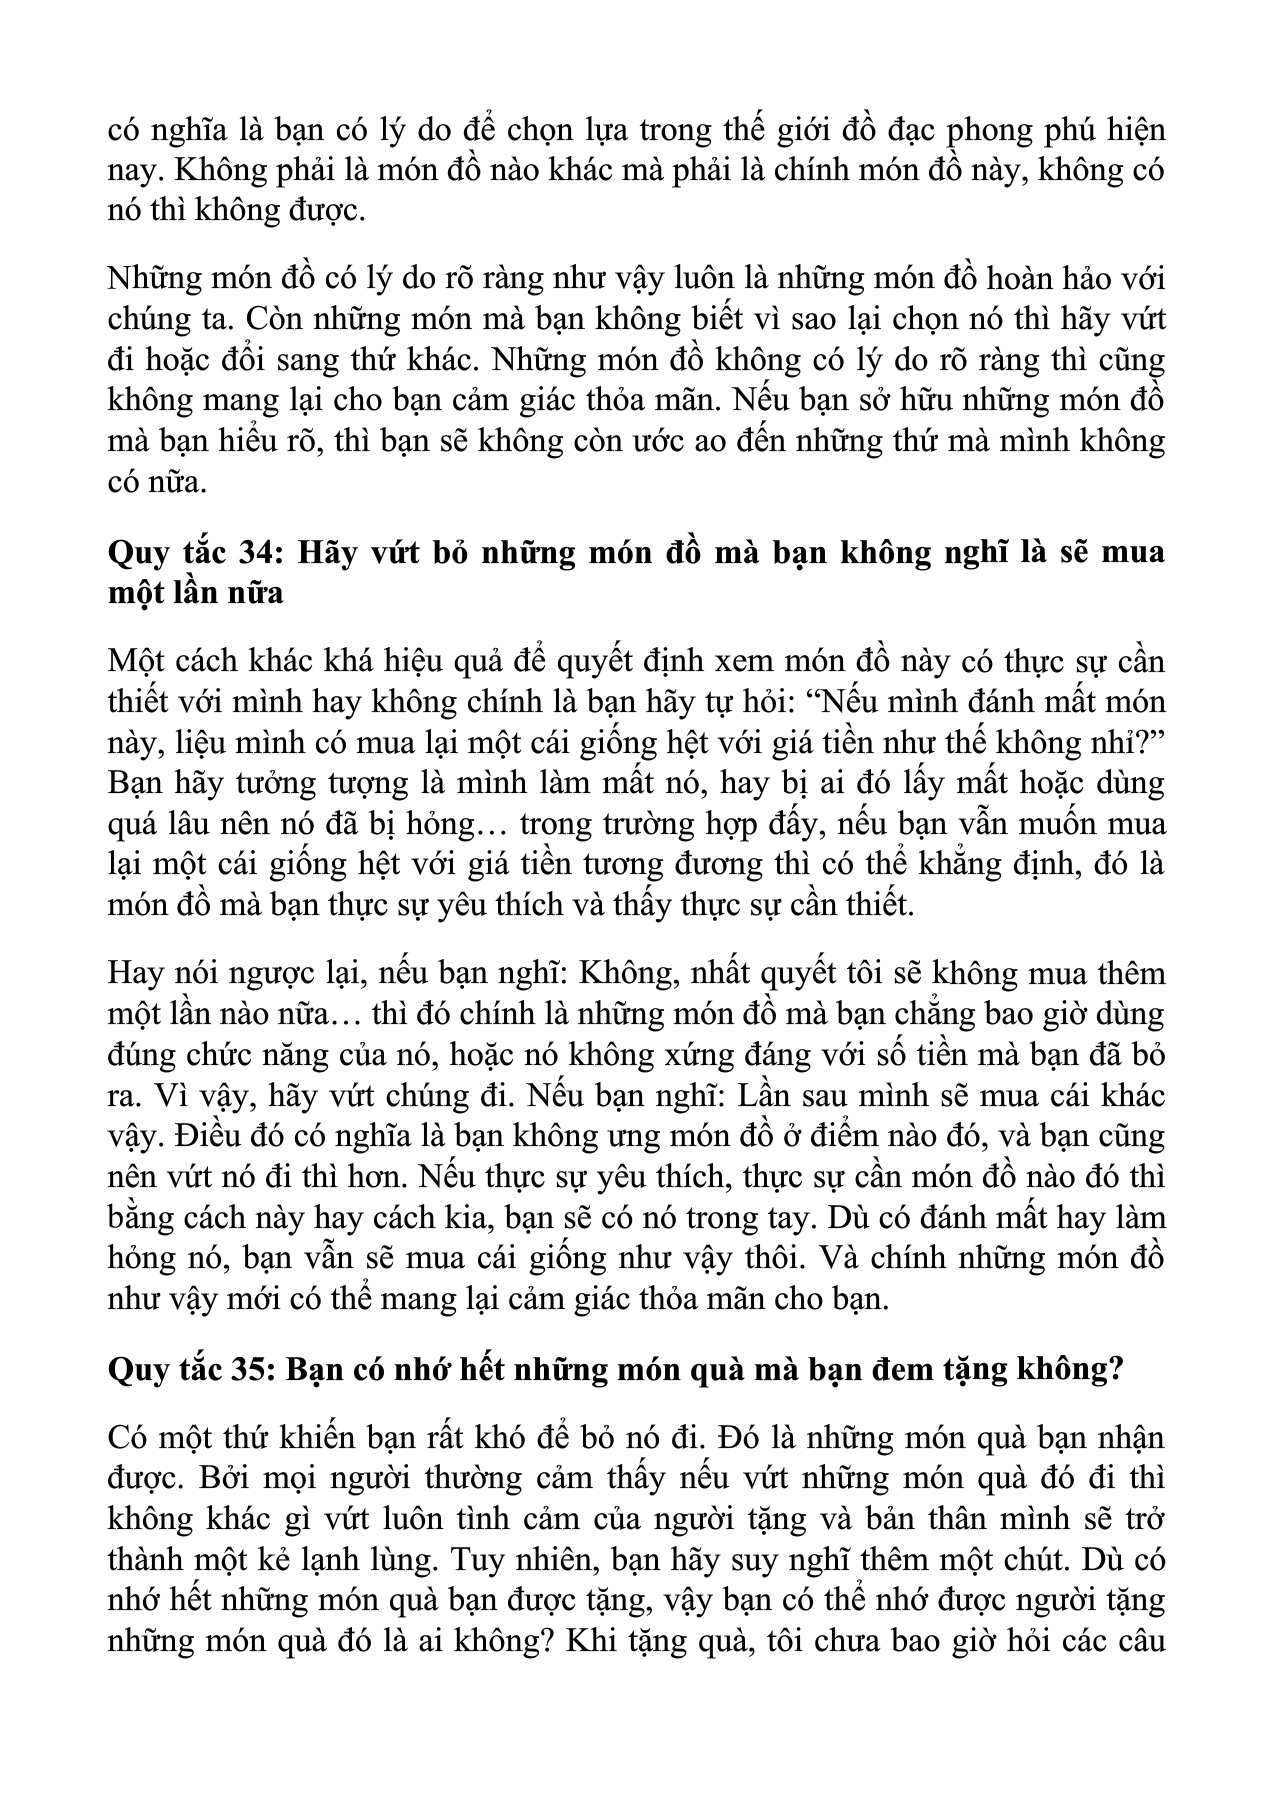 có nghĩa là bạn có lý do để chọn lựa trong thế giới đồ đạc phong phú hiện
nay. Không phải là món đồ nào khác mà phải là chính món đồ này, không có
nó thì không được.
Những món đồ có lý do rõ ràng như vậy luôn là những món đồ hoàn hảo với
chúng ta. Còn những món mà bạn không biết vì sao lại chọn nó thì hãy vứt
đi hoặc đổi sang thứ khác. Những món đồ không có lý do rõ ràng thì cũng
không mang lại cho bạn cảm giác thỏa mãn. Nếu bạn sở hữu những món đồ
mà bạn hiểu rõ, thì bạn sẽ không còn ước ao đến những thứ mà mình không
có nữa.
Quy tắc 34: Hãy vứt bỏ những món đồ mà bạn không nghĩ là sẽ mua
một lần nữa
Một cách khác khá hiệu quả để quyết định xem món đồ này có thực sự cần
thiết với mình hay không chính là bạn hãy tự hỏi: “Nếu mình đánh mất món
này, liệu mình có mua lại một cái giống hệt với giá tiền như thế không nhỉ?”
Bạn hãy tưởng tượng là mình làm mất nó, hay bị ai đó lấy mất hoặc dùng
quá lâu nên nó đã bị hỏng… trong trường hợp đấy, nếu bạn vẫn muốn mua
lại một cái giống hệt với giá tiền tương đương thì có thể khẳng định, đó là
món đồ mà bạn thực sự yêu thích và thấy thực sự cần thiết.
Hay nói ngược lại, nếu bạn nghĩ: Không, nhất quyết tôi sẽ không mua thêm
một lần nào nữa… thì đó chính là những món đồ mà bạn chẳng bao giờ dùng
đúng chức năng của nó, hoặc nó không xứng đáng với số tiền mà bạn đã bỏ
ra. Vì vậy, hãy vứt chúng đi. Nếu bạn nghĩ: Lần sau mình sẽ mua cái khác
vậy. Điều đó có nghĩa là bạn không ưng món đồ ở điểm nào đó, và bạn cũng
nên vứt nó đi thì hơn. Nếu thực sự yêu thích, thực sự cần món đồ nào đó thì
bằng cách này hay cách kia, bạn sẽ có nó trong tay. Dù có đánh mất hay làm
hỏng nó, bạn vẫn sẽ mua cái giống như vậy thôi. Và chính những món đồ
như vậy mới có thể mang lại cảm giác thỏa mãn cho bạn.
Quy tắc 35: Bạn có nhớ hết những món quà mà bạn đem tặng không?
Có một thứ khiến bạn rất khó để bỏ nó đi. Đó là những món quà bạn nhận
được. Bởi mọi người thường cảm thấy nếu vứt những món quà đó đi thì
không khác gì vứt luôn tình cảm của người tặng và bản thân mình sẽ trở
thành một kẻ lạnh lùng. Tuy nhiên, bạn hãy suy nghĩ thêm một chút. Dù có
nhớ hết những món quà bạn được tặng, vậy bạn có thể nhớ được người tặng
những món quà đó là ai không? Khi tặng quà, tôi chưa bao giờ hỏi các câu